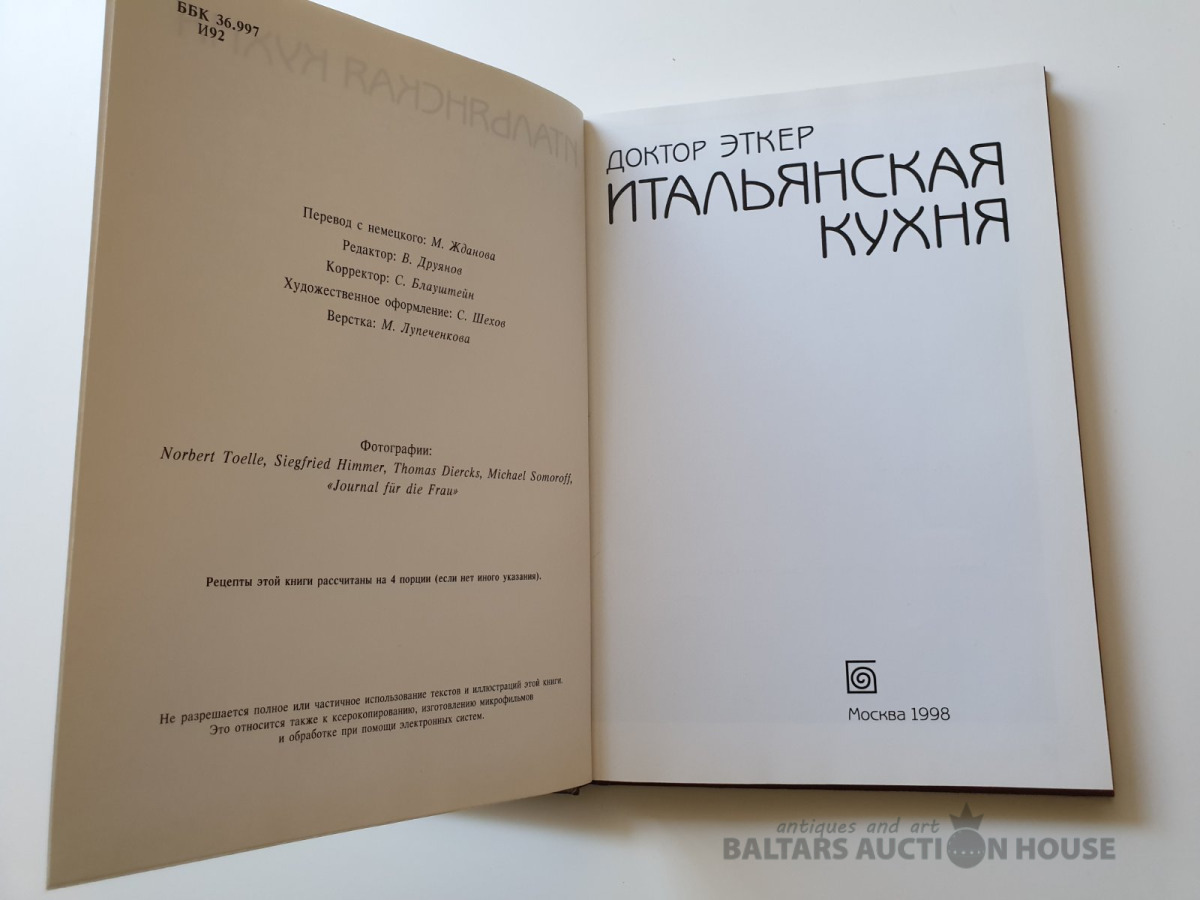 ББК 36.997
И92
Перевод с немецкого: М. Жданова
Редактор: В. Друянов
Корректор: С. Блауштейн
Художественное оформление: С. Шехов
Верстка: М. Лупеченкова
Фотографии:
Norbert Toelle, Siegfried Himmer, Thomas Diercks, Michael Somoroff,
«Journal für die Frau»
Рецепты этой книги рассчитаны на 4 порции (если нет иного указания).
Не разрешается полное или частичное использование текстов и иллюстраций этой книги.
Это относится также к ксерокопированию, изготовлению микрофильмов
и обработке при помощи электронных систем.
ДОКТОР ЭТКЕР
ИТАЛЬЯНСКАЯ
КУХНЯ
Москва 1998
antiques and art
BALTARS AUCTION HOUSE